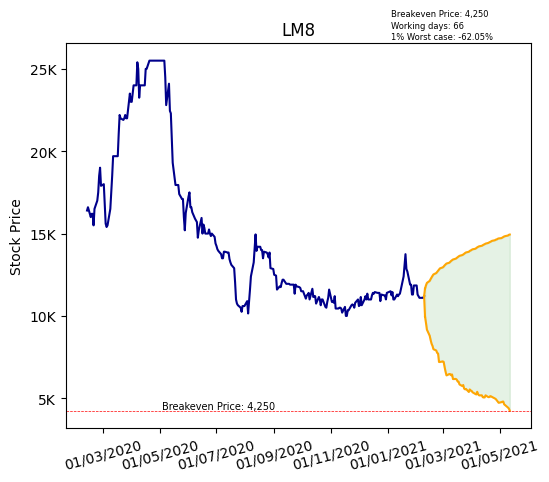 Breakeven Price: 4,250
Working days: 66
1% Worst case: -62.05%
LM8
Stock Price
25K
20K
15K
10K
5K
Breakeven Price: 4,250
01/03/2020
01/05/2020
01/07/2020
01/09/2020
01/11/2020
01/01/2021
01/03/2021
01/05/2021